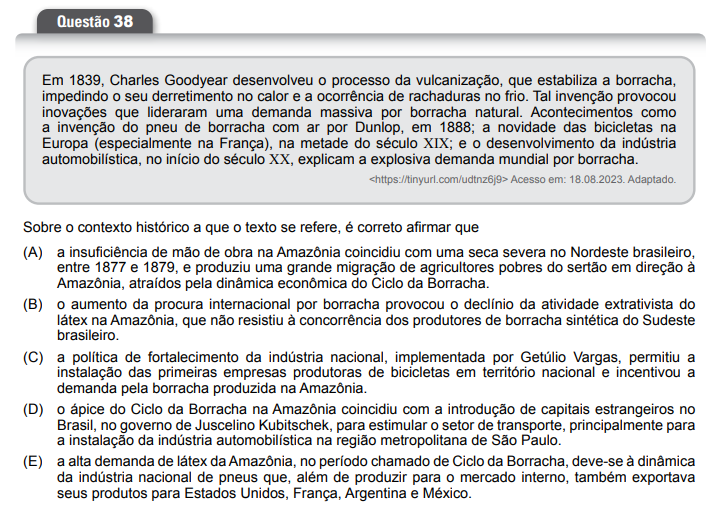 Questão 38
Em 1839, Charles Goodyear desenvolveu o processo da vulcanização, que estabiliza a borracha,
impedindo o seu derretimento no calor e a ocorrência de rachaduras no frio. Tal invenção provocou
inovações que lideraram uma demanda massiva por borracha natural. Acontecimentos como
a invenção do pneu de borracha com ar por Dunlop, em 1888; a novidade das bicicletas na
Europa (especialmente na França), na metade do século XIX; e o desenvolvimento da indústria
automobilística, no início do século XX, explicam a explosiva demanda mundial por borracha.
<https://tinyurl.com/udtnz6j9> Acesso em: 18.08.2023. Adaptado.
Sobre o contexto histórico a que o texto se refere, é correto afirmar que
(A) a insuficiência de mão de obra na Amazônia coincidiu com uma seca severa no Nordeste brasileiro,
entre 1877 e 1879, e produziu uma grande migração de agricultores pobres do sertão em direção à
Amazônia, atraídos pela dinâmica econômica do Ciclo da Borracha.
(B) o aumento da procura internacional por borracha provocou o declínio da atividade extrativista do
látex na Amazônia, que não resistiu à concorrência dos produtores de borracha sintética do Sudeste
brasileiro.
(C) a política de fortalecimento da indústria nacional, implementada por Getúlio Vargas, permitiu a
instalação das primeiras empresas produtoras de bicicletas em território nacional e incentivou a
demanda pela borracha produzida na Amazônia.
(D) o ápice do Ciclo da Borracha na Amazônia coincidiu com a introdução de capitais estrangeiros no
Brasil, no governo de Juscelino Kubitschek, para estimular o setor de transporte, principalmente para
a instalação da indústria automobilística na região metropolitana de São Paulo.
(E) a alta demanda de látex da Amazônia, no período chamado de Ciclo da Borracha, deve-se à dinâmica
da indústria nacional de pneus que, além de produzir para o mercado interno, também exportava
seus produtos para Estados Unidos, França, Argentina e México.